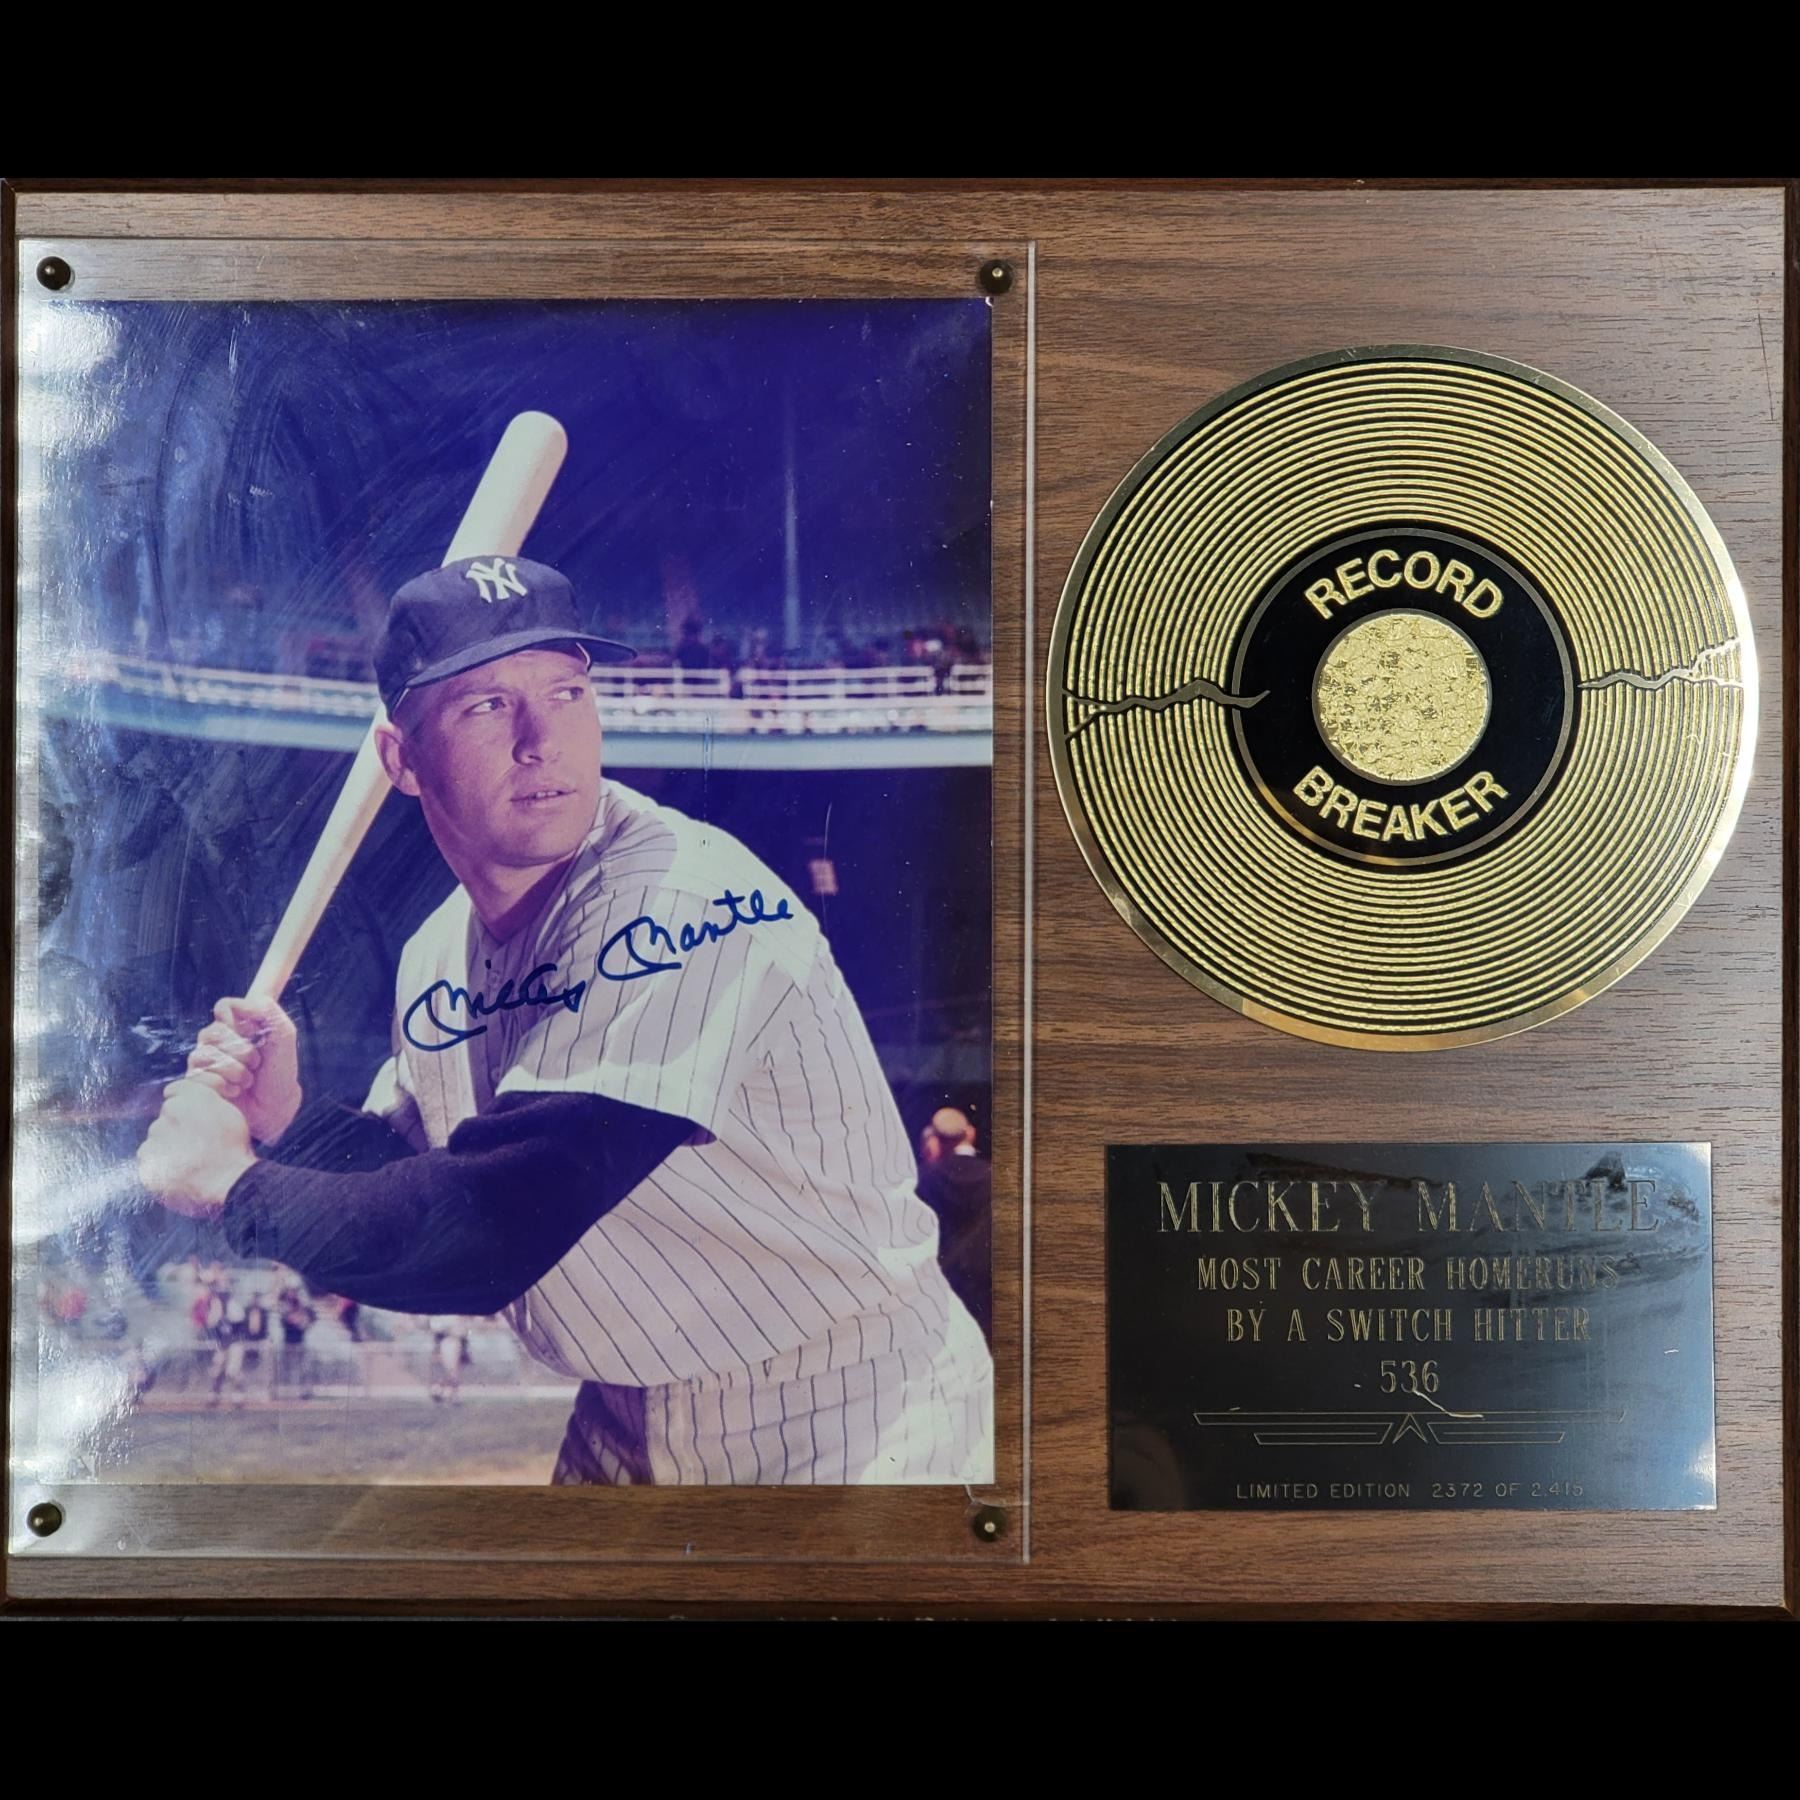 NY
Mickey Mantle
RECORD
BREAKER
MICKEY MANTLE
MOST CAREER HOMERUNS
BY A SWITCH HITTER
536
LIMITED EDITION 2372 OF 2,415